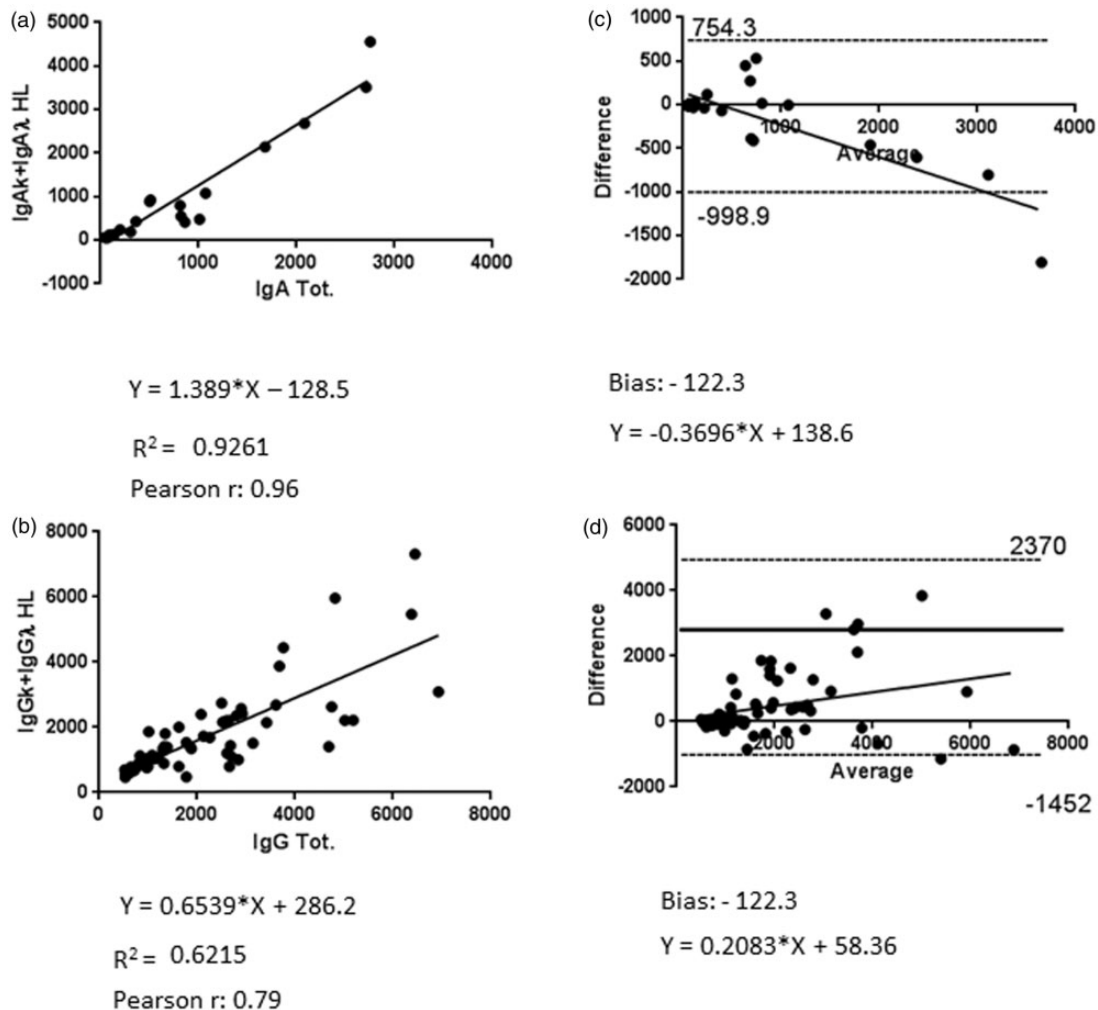 (a)
5000
4000
3000
2000
1000
0
-1000
IgAk+IgAλ HL
1000 2000 3000 4000
IgA Tot.
Y = 1.389*X – 128.5
R² = 0.9261
Pearson r: 0.96
(c)
1000
500
0
-500
-1000
-1500
-2000
Difference
754.3
1000 2000 3000 4000
Average
-998.9
Bias: - 122.3
Y = -0.3696*X + 138.6
(b)
8000
6000
4000
2000
0
IgGk+IgGλ HL
0 2000 4000 6000 8000
IgG Tot.
Y = 0.6539*X + 286.2
R² = 0.6215
Pearson r: 0.79
(d)
6000
4000
2000
0
-2000
Difference
2370
2000 4000 6000 8000
Average
-1452
Bias: - 122.3
Y = 0.2083*X + 58.36